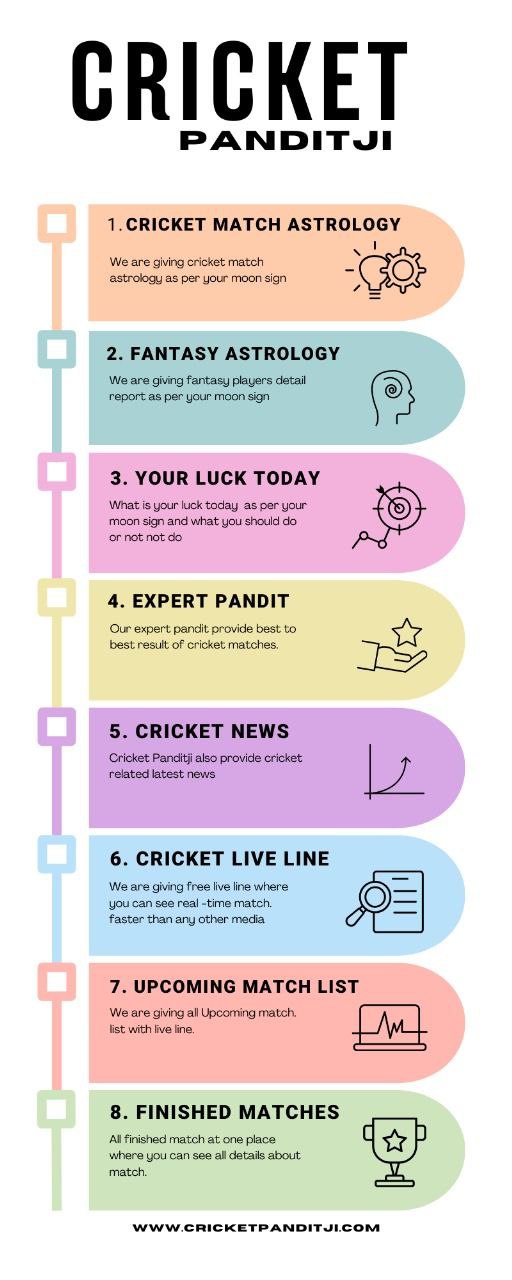 CRICKET
PANDITJI
1. CRICKET MATCH ASTROLOGY
We are giving cricket match
astrology as per your moon sign
2. FANTASY ASTROLOGY
We are giving fantasy players detail
report as per your moon sign
3. YOUR LUCK TODAY
What is your luck today as per your
moon sign and what you should do
or not not do
4. EXPERT PANDIT
Our expert pandit provide best to
best result of cricket matches.
5. CRICKET NEWS
Cricket Panditji also provide cricket
related latest news
6. CRICKET LIVE LINE
We are giving free live line where
you can see real -time match.
faster than any other media
7. UPCOMING MATCH LIST
We are giving all Upcoming match.
list with live line.
8. FINISHED MATCHES
All finished match at one place
where you can see all details about
match.
WWW.CRICKETPANDITJI.COM